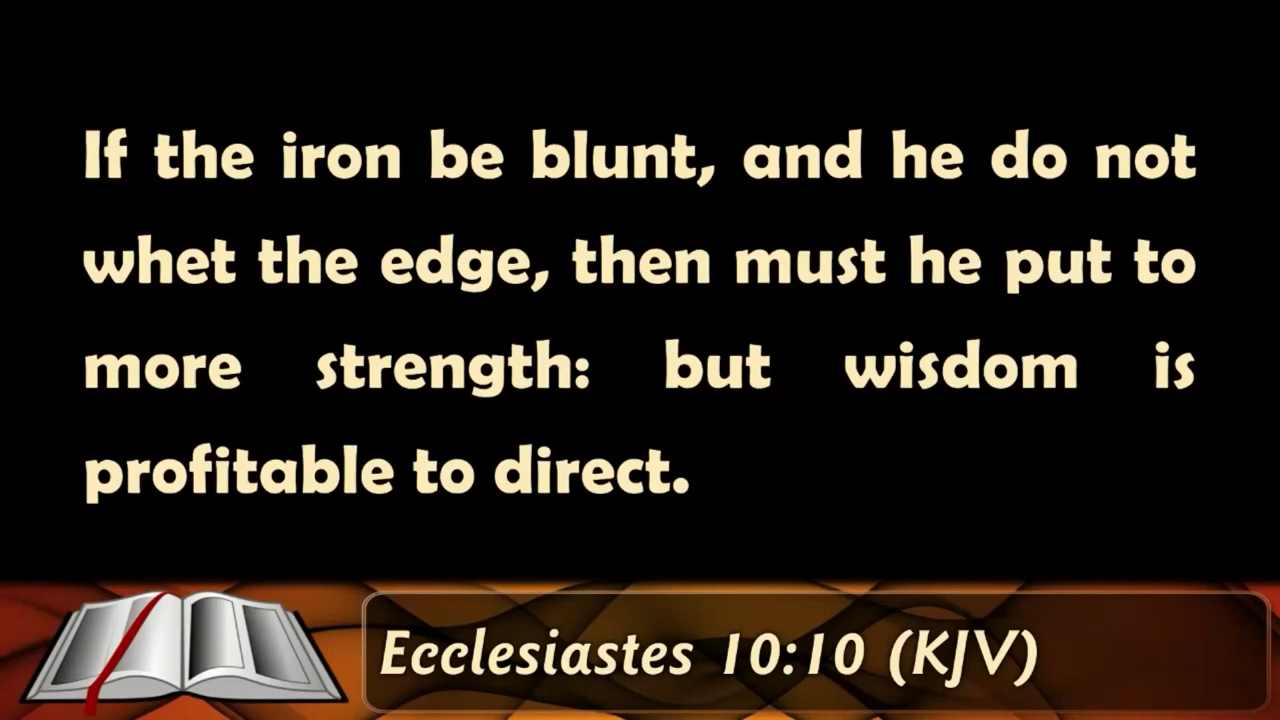 If the iron be blunt, and he do not
whet the edge, then must he put to
more strength: but wisdom is
profitable to direct.
Ecclesiastes 10:10 (KJV)